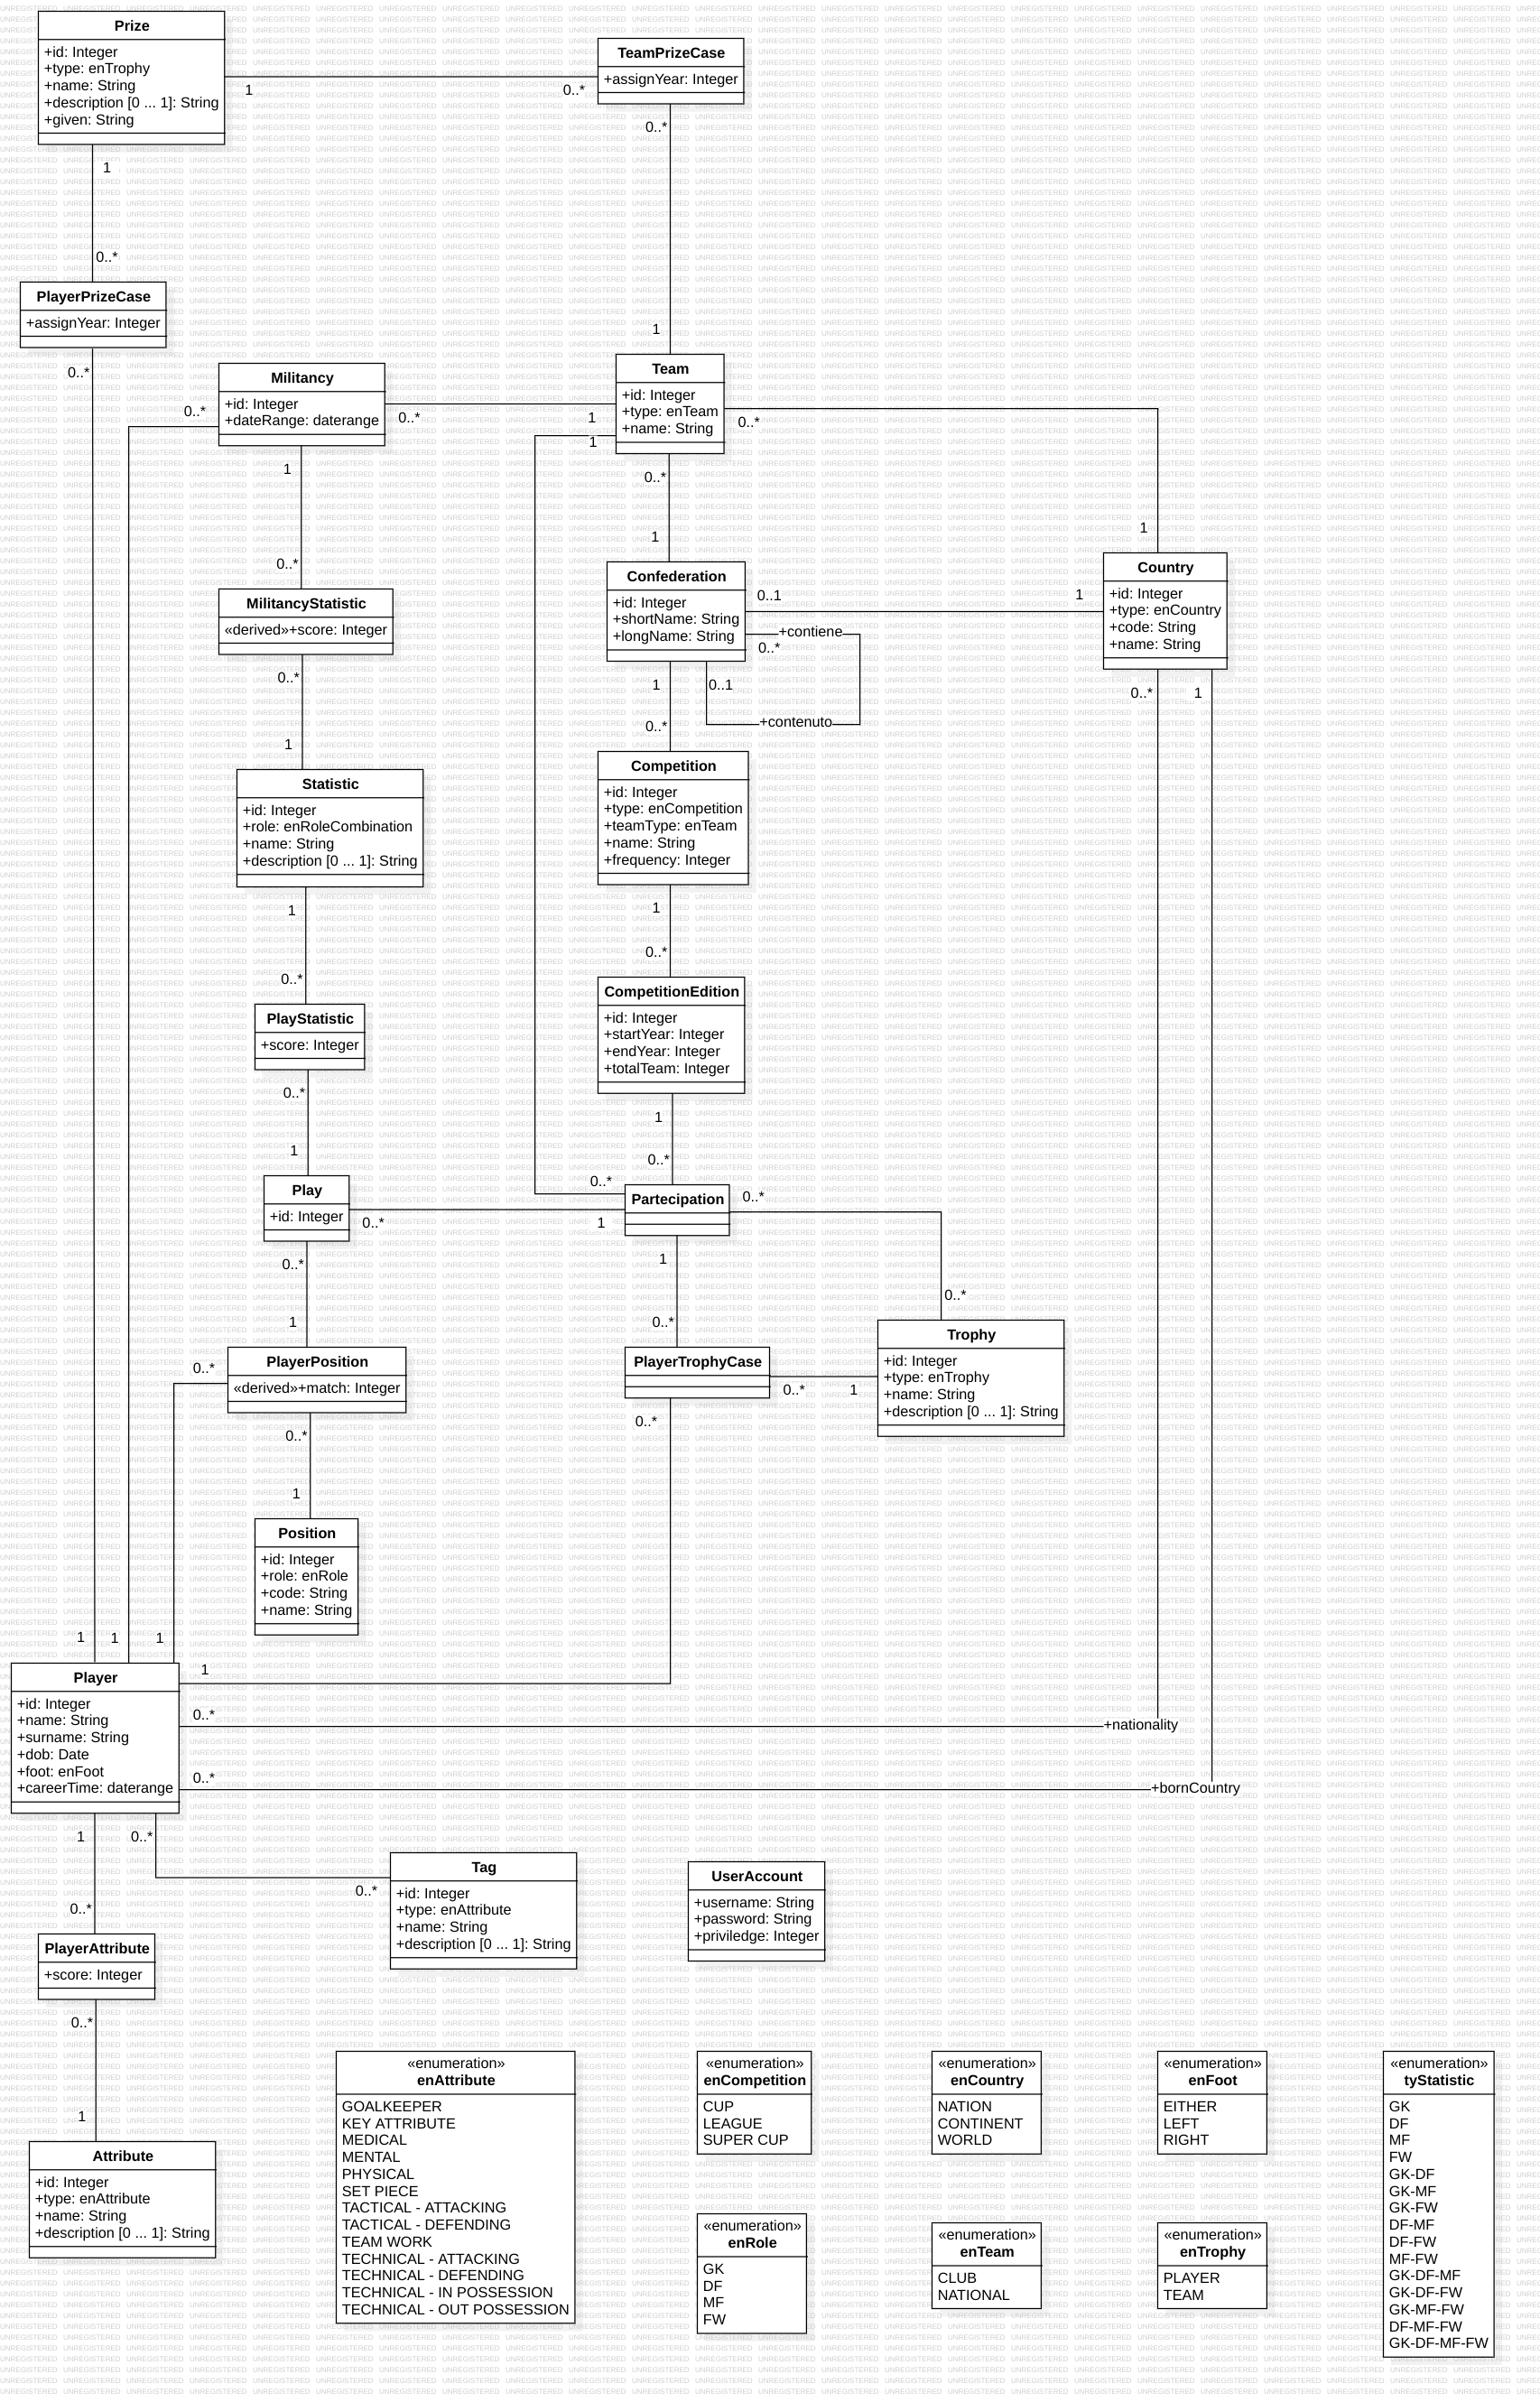 Prize
+id: Integer
+type: enTrophy
+name: String
+description [0 ... 1]: String
+given: String
1
0..*
TeamPrizeCase
+assignYear: Integer
0..*
1
1
0..*
PlayerPrizeCase
+assignYear: Integer
0..*
1
Militancy
+id: Integer
+dateRange: daterange
0..*
1
0..*
1
Team
+id: Integer
+type: enTeam
+name: String
0..*
1
1
0..*
1
0..*
MilitancyStatistic
«derived»+score: Integer
0..*
1
Confederation
+id: Integer
+shortName: String
+longName: String
0..1
1
+contiene
0..*
0..1
+contenuto
1
0..*
Country
+id: Integer
+type: enCountry
+code: String
+name: String
0..*
1
Statistic
+id: Integer
+role: enRoleCombination
+name: String
+description [0 ... 1]: String
1
0..*
Competition
+id: Integer
+type: enCompetition
+teamType: enTeam
+name: String
+frequency: Integer
1
0..*
PlayStatistic
+score: Integer
0..*
1
CompetitionEdition
+id: Integer
+startYear: Integer
+endYear: Integer
+totalTeam: Integer
1
0..*
0..*
Play
+id: Integer
0..*
1
0..*
1
Partecipation
0..*
0..*
1
0..*
PlayerPosition
«derived»+match: Integer
0..*
0..*
1
PlayerTrophyCase
0..*
1
0..*
Trophy
+id: Integer
+type: enTrophy
+name: String
+description [0 ... 1]: String
Position
+id: Integer
+role: enRole
+code: String
+name: String
1
1
1
1
Player
+id: Integer
+name: String
+surname: String
+dob: Date
+foot: enFoot
+careerTime: daterange
0..*
+nationality
0..*
+bornCountry
1
0..*
0..*
0..*
Tag
+id: Integer
+type: enAttribute
+name: String
+description [0 ... 1]: String
UserAccount
+username: String
+password: String
+priviledge: Integer
PlayerAttribute
+score: Integer
0..*
1
Attribute
+id: Integer
+type: enAttribute
+name: String
+description [0 ... 1]: String
«enumeration»
enAttribute
GOALKEEPER
KEY ATTRIBUTE
MEDICAL
MENTAL
PHYSICAL
SET PIECE
TACTICAL - ATTACKING
TACTICAL - DEFENDING
TEAM WORK
TECHNICAL - ATTACKING
TECHNICAL - DEFENDING
TECHNICAL - IN POSSESSION
TECHNICAL - OUT POSSESSION
«enumeration»
enCompetition
CUP
LEAGUE
SUPER CUP
«enumeration»
enCountry
NATION
CONTINENT
WORLD
«enumeration»
enFoot
EITHER
LEFT
RIGHT
«enumeration»
tyStatistic
GK
DF
MF
FW
GK-DF
GK-MF
GK-FW
DF-MF
DF-FW
MF-FW
GK-DF-MF
GK-DF-FW
GK-MF-FW
DF-MF-FW
GK-DF-MF-FW
«enumeration»
enRole
GK
DF
MF
FW
«enumeration»
enTeam
CLUB
NATIONAL
«enumeration»
enTrophy
PLAYER
TEAM
UNREGISTERED